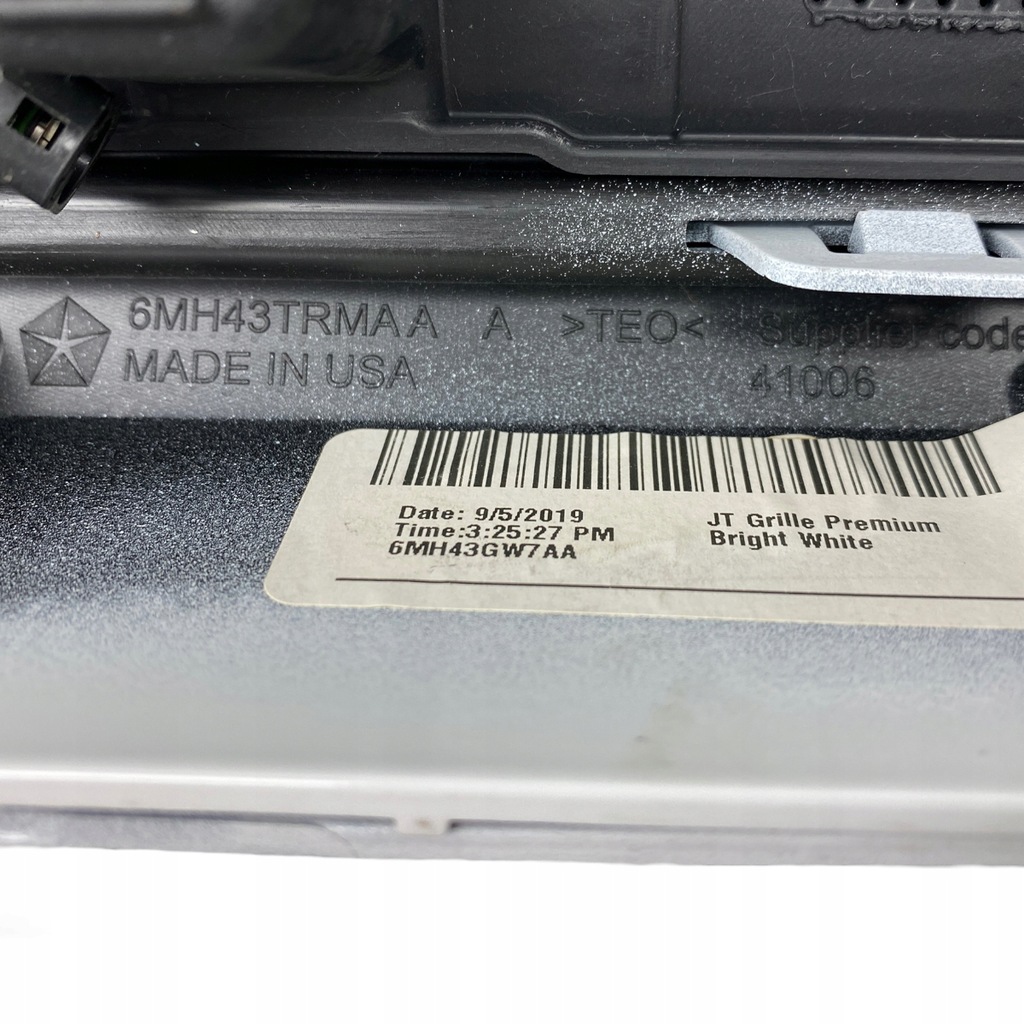 6MH43TRMAA A >TEO< Supplier code
MADE IN USA 41006
Date: 9/5/2019 JT Grille Premium
Time:3:25:27 PM Bright White
6MH43GW7AA